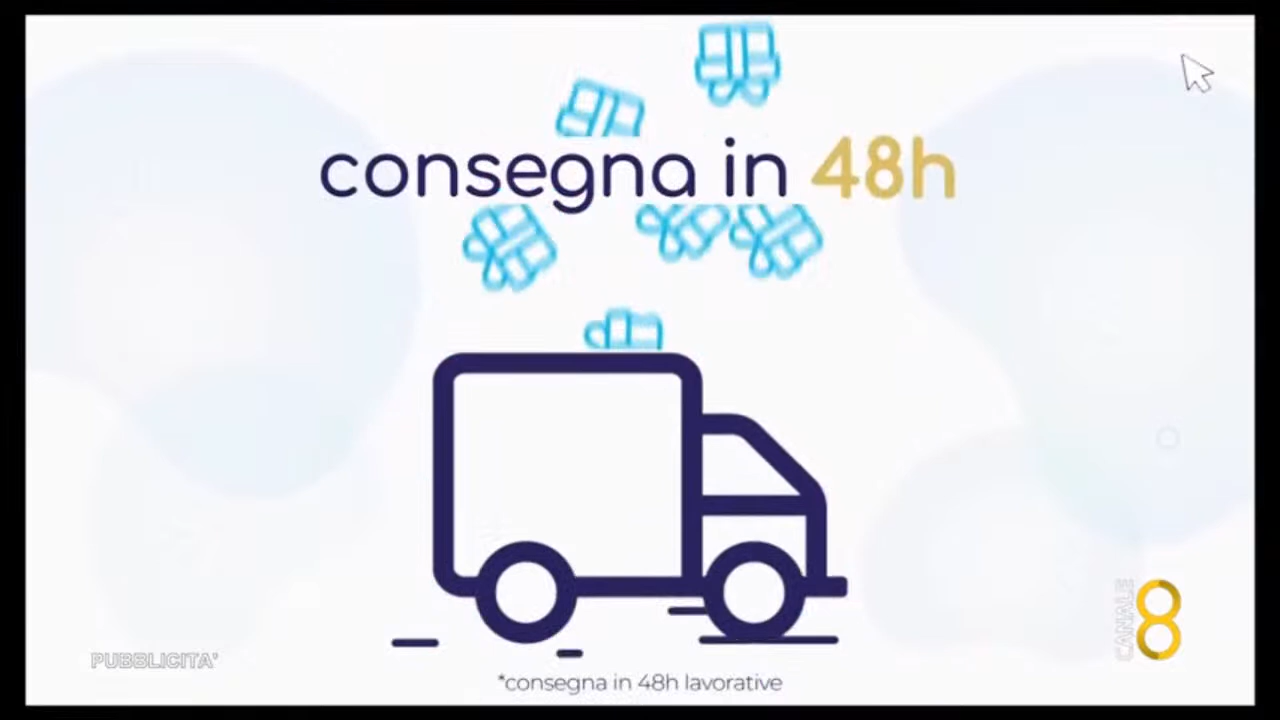 consegna in 48h
CANALE 8
PUBBLICITA'
*consegna in 48h lavorative